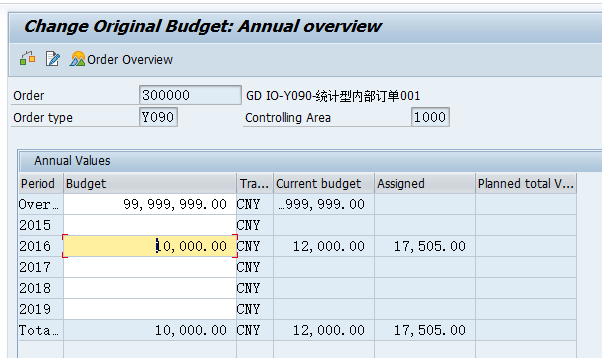 Change Original Budget: Annual overview
Order Overview
Order 300000 GD IO-Y090-统计型内部订单001
Order type Y090 Controlling Area 1000
Annual Values
Period Budget Tra... Current budget Assigned Planned total V...
Over... 99,999,999.00 CNY ...999,999.00
2015 CNY
2016 10,000.00 CNY 12,000.00 17,505.00
2017 CNY
2018 CNY
2019 CNY
Tota... 10,000.00 CNY 12,000.00 17,505.00